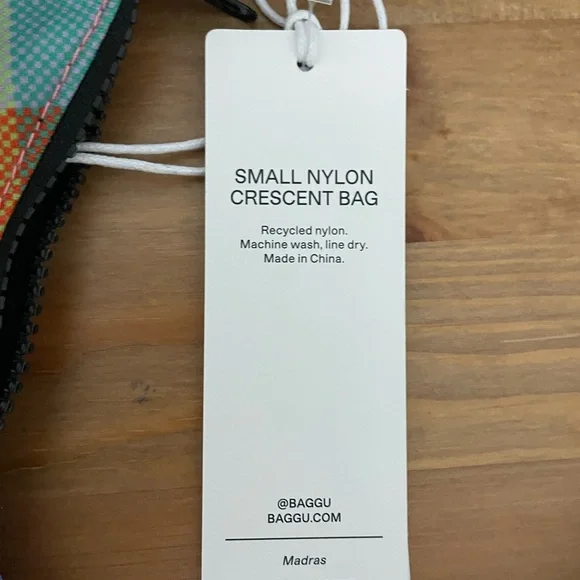 SMALL NYLON
CRESCENT BAG
Recycled nylon.
Machine wash, line dry.
Made in China.
@BAGGU
BAGGU.COM
Madras